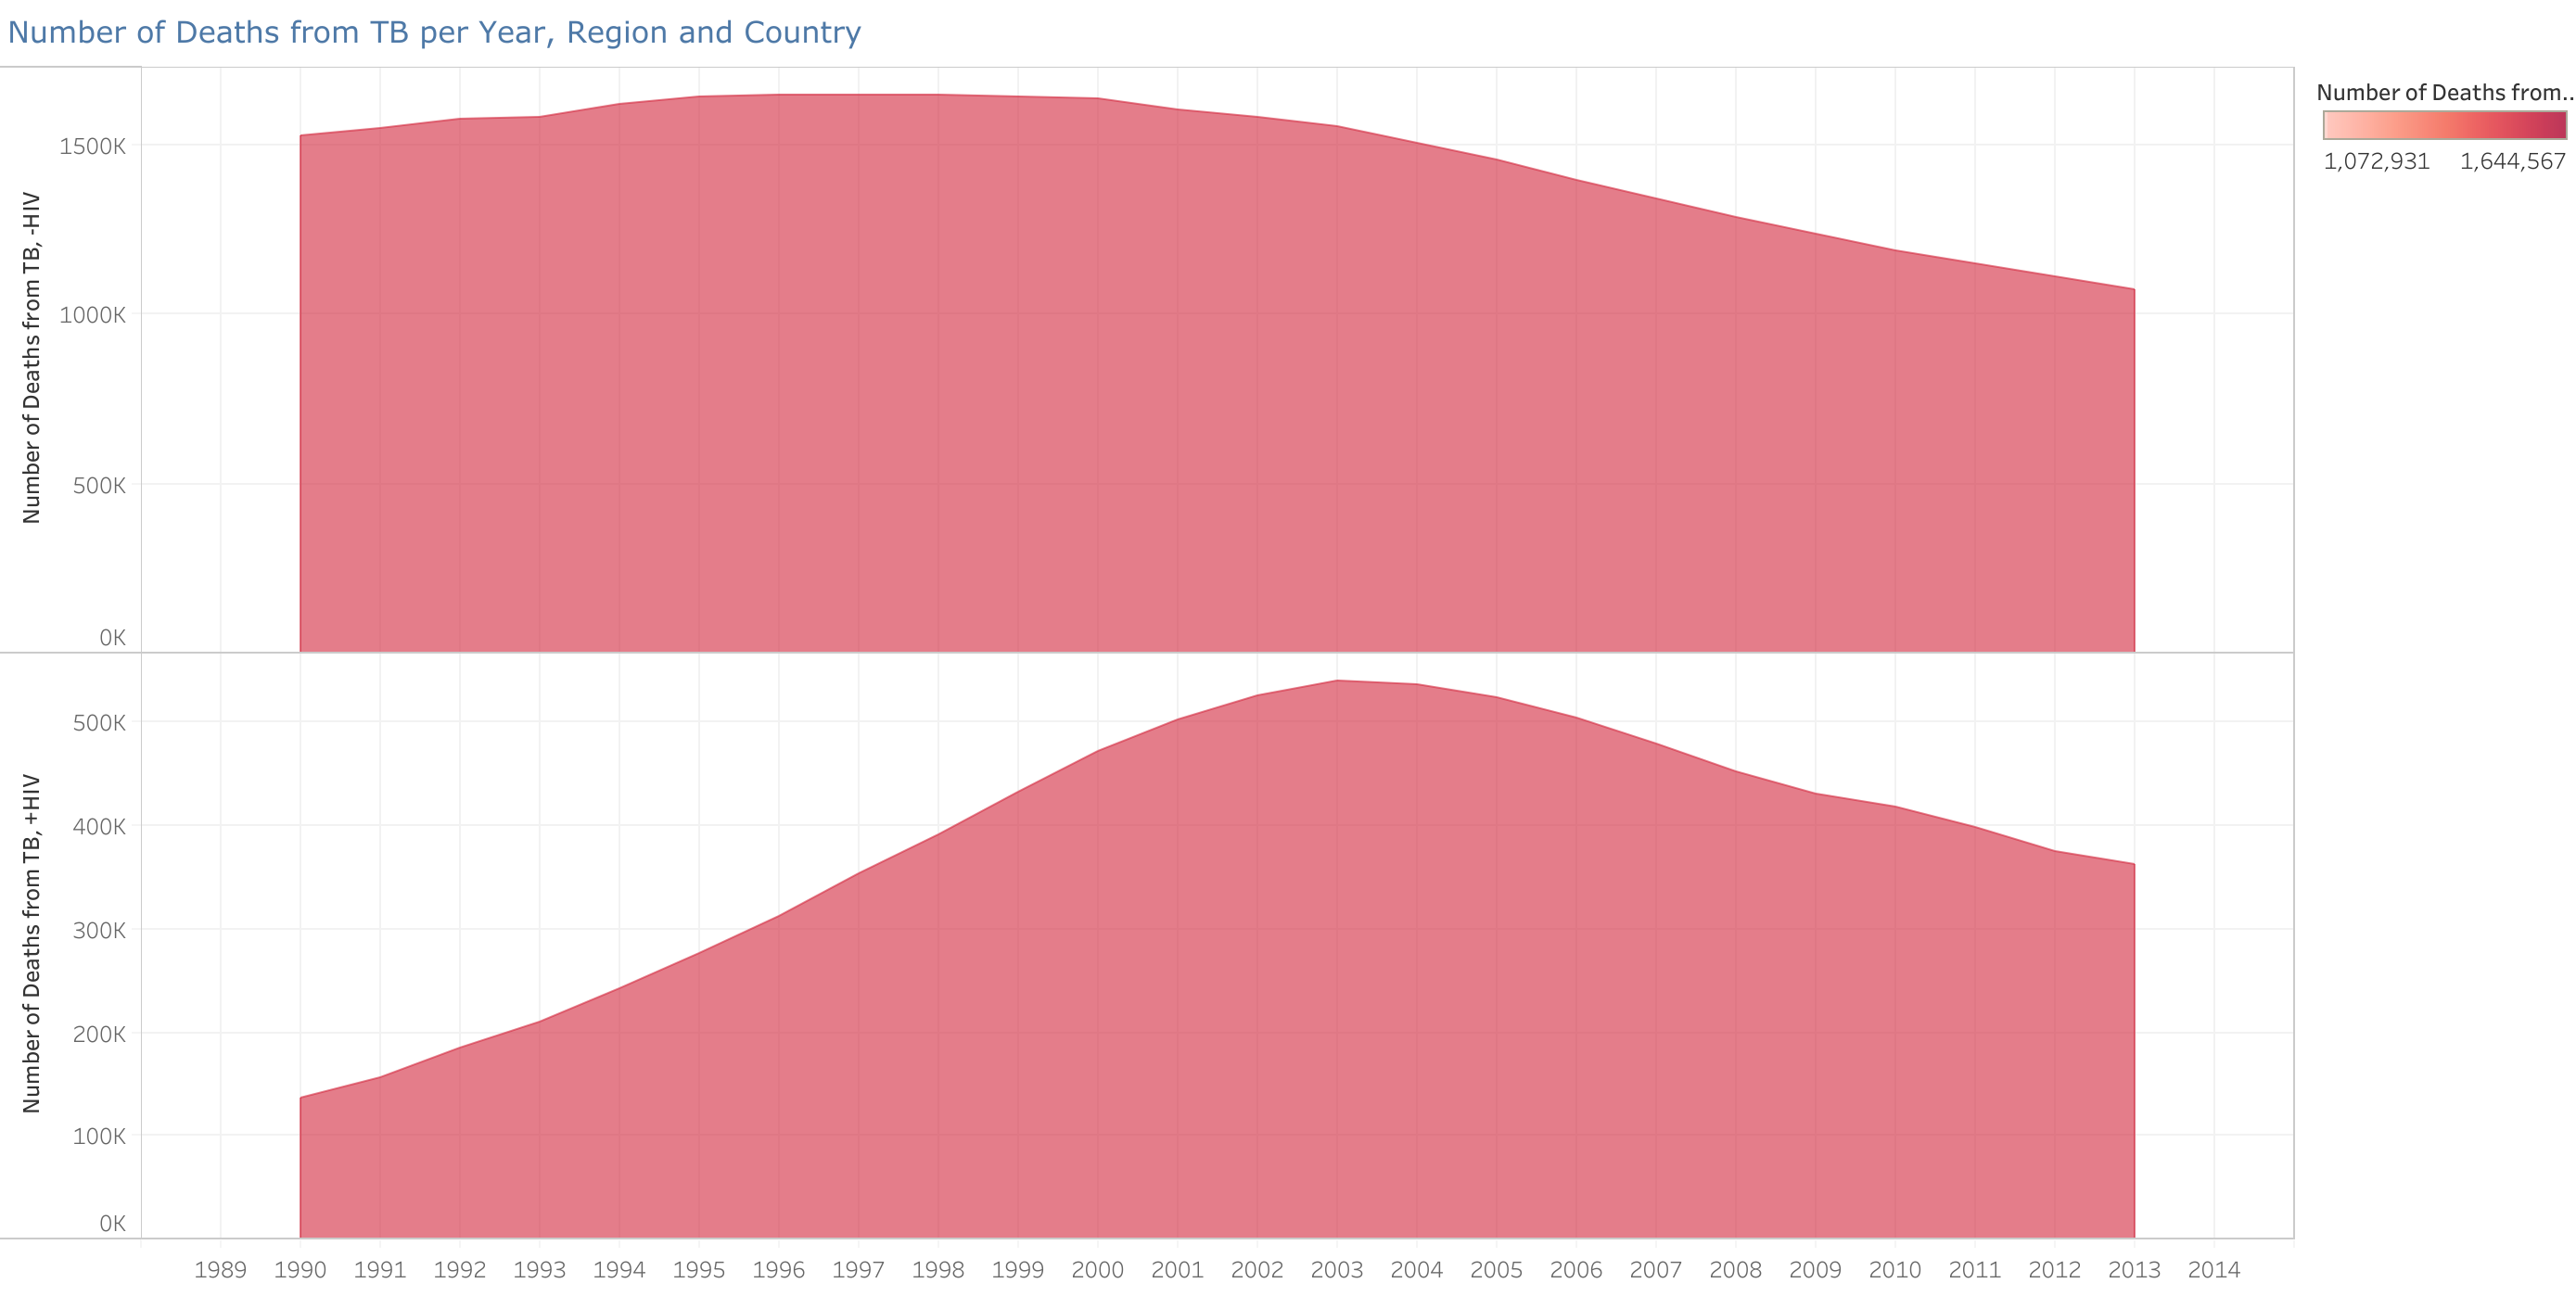 Number of Deaths from TB per Year, Region and Country
Number of Deaths from TB, -HIV
1500K
1000K
500K
0K
Number of Deaths from TB, +HIV
500K
400K
300K
200K
100K
0K
1989 1990 1991 1992 1993 1994 1995 1996 1997 1998 1999 2000 2001 2002 2003 2004 2005 2006 2007 2008 2009 2010 2011 2012 2013 2014
Number of Deaths from..
1,072,931 1,644,567